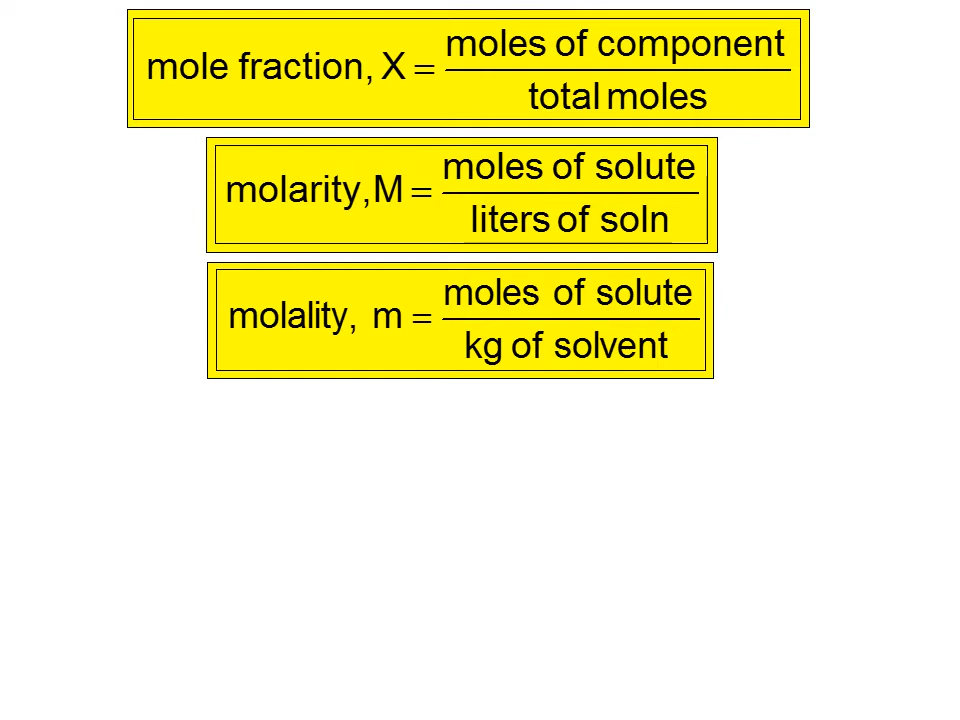 mole fraction, X = moles of component / total moles
molarity, M = moles of solute / liters of soln
molality, m = moles of solute / kg of solvent